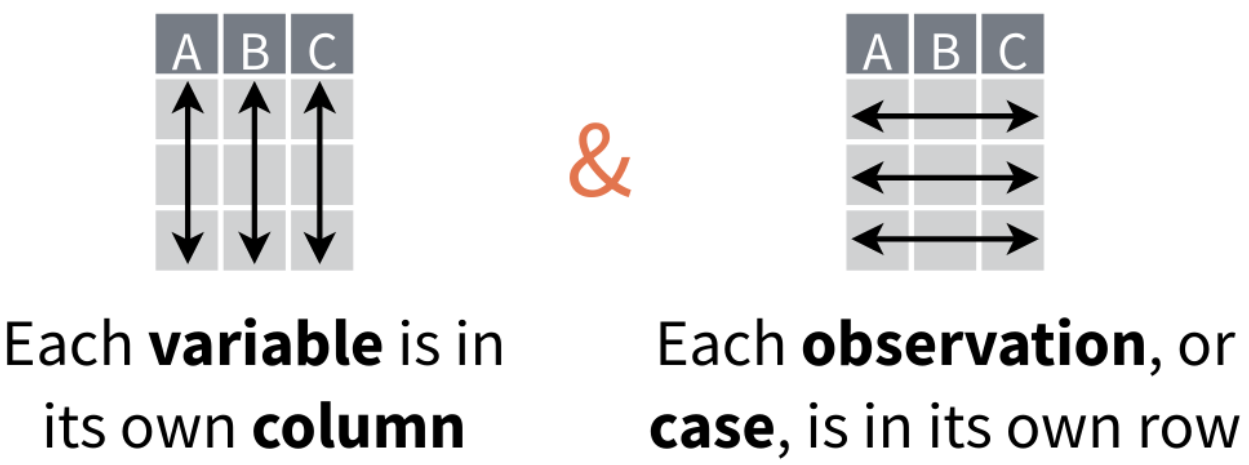 A B C
A B C
&
Each variable is in
its own column
Each observation, or
case, is in its own row